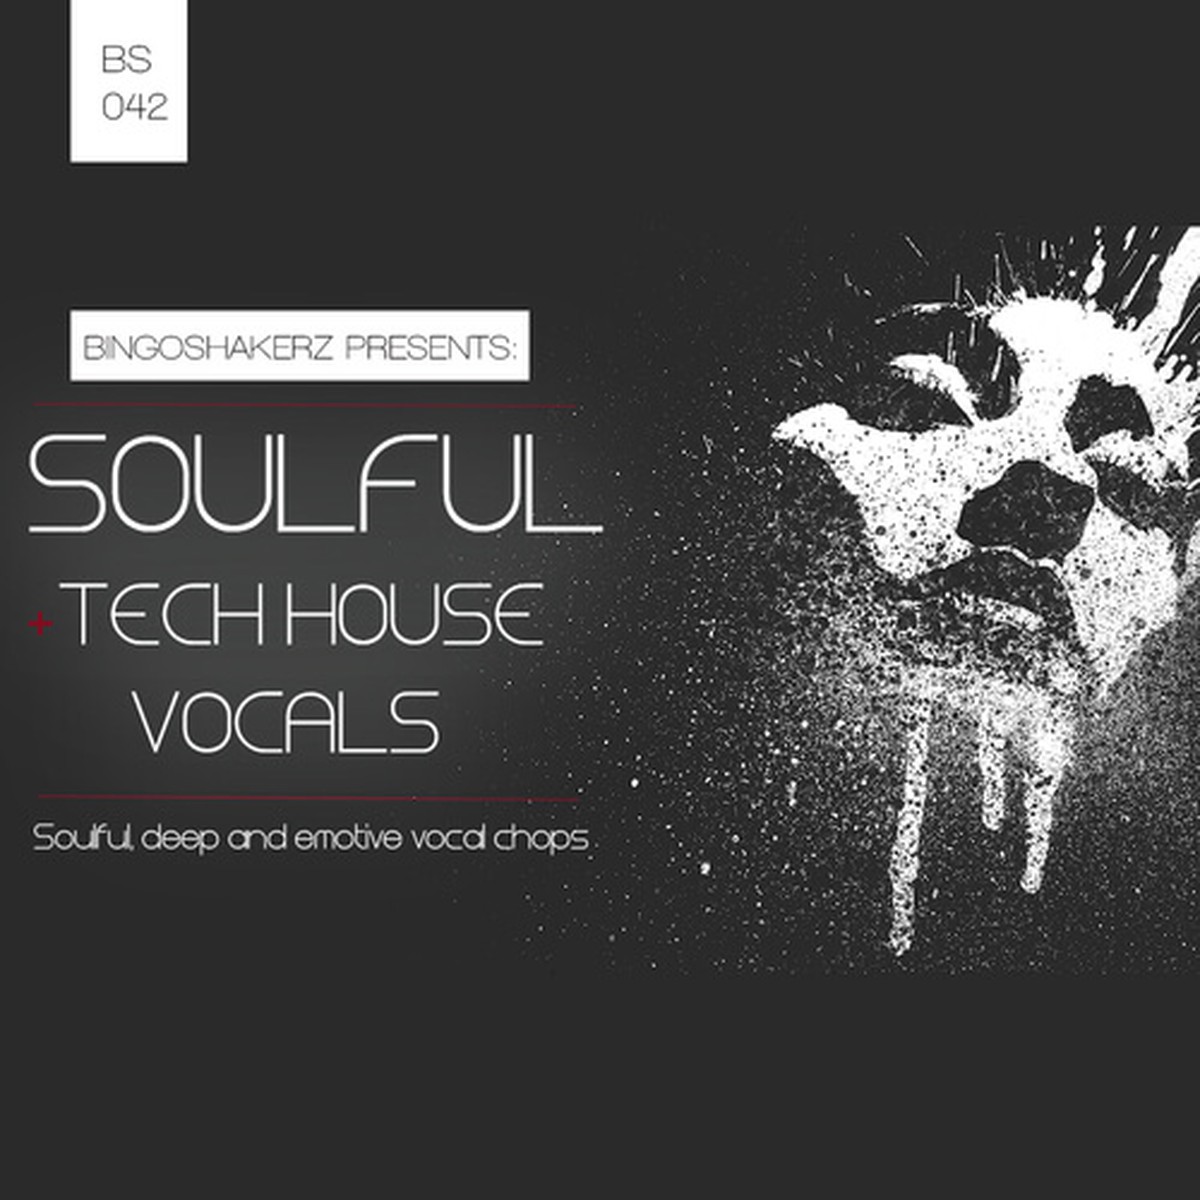 BS
042
BINGOSHAKERZ PRESENTS:
SOULFUL
+TECH HOUSE
VOCALS
Soulful, deep and emotive vocal chops